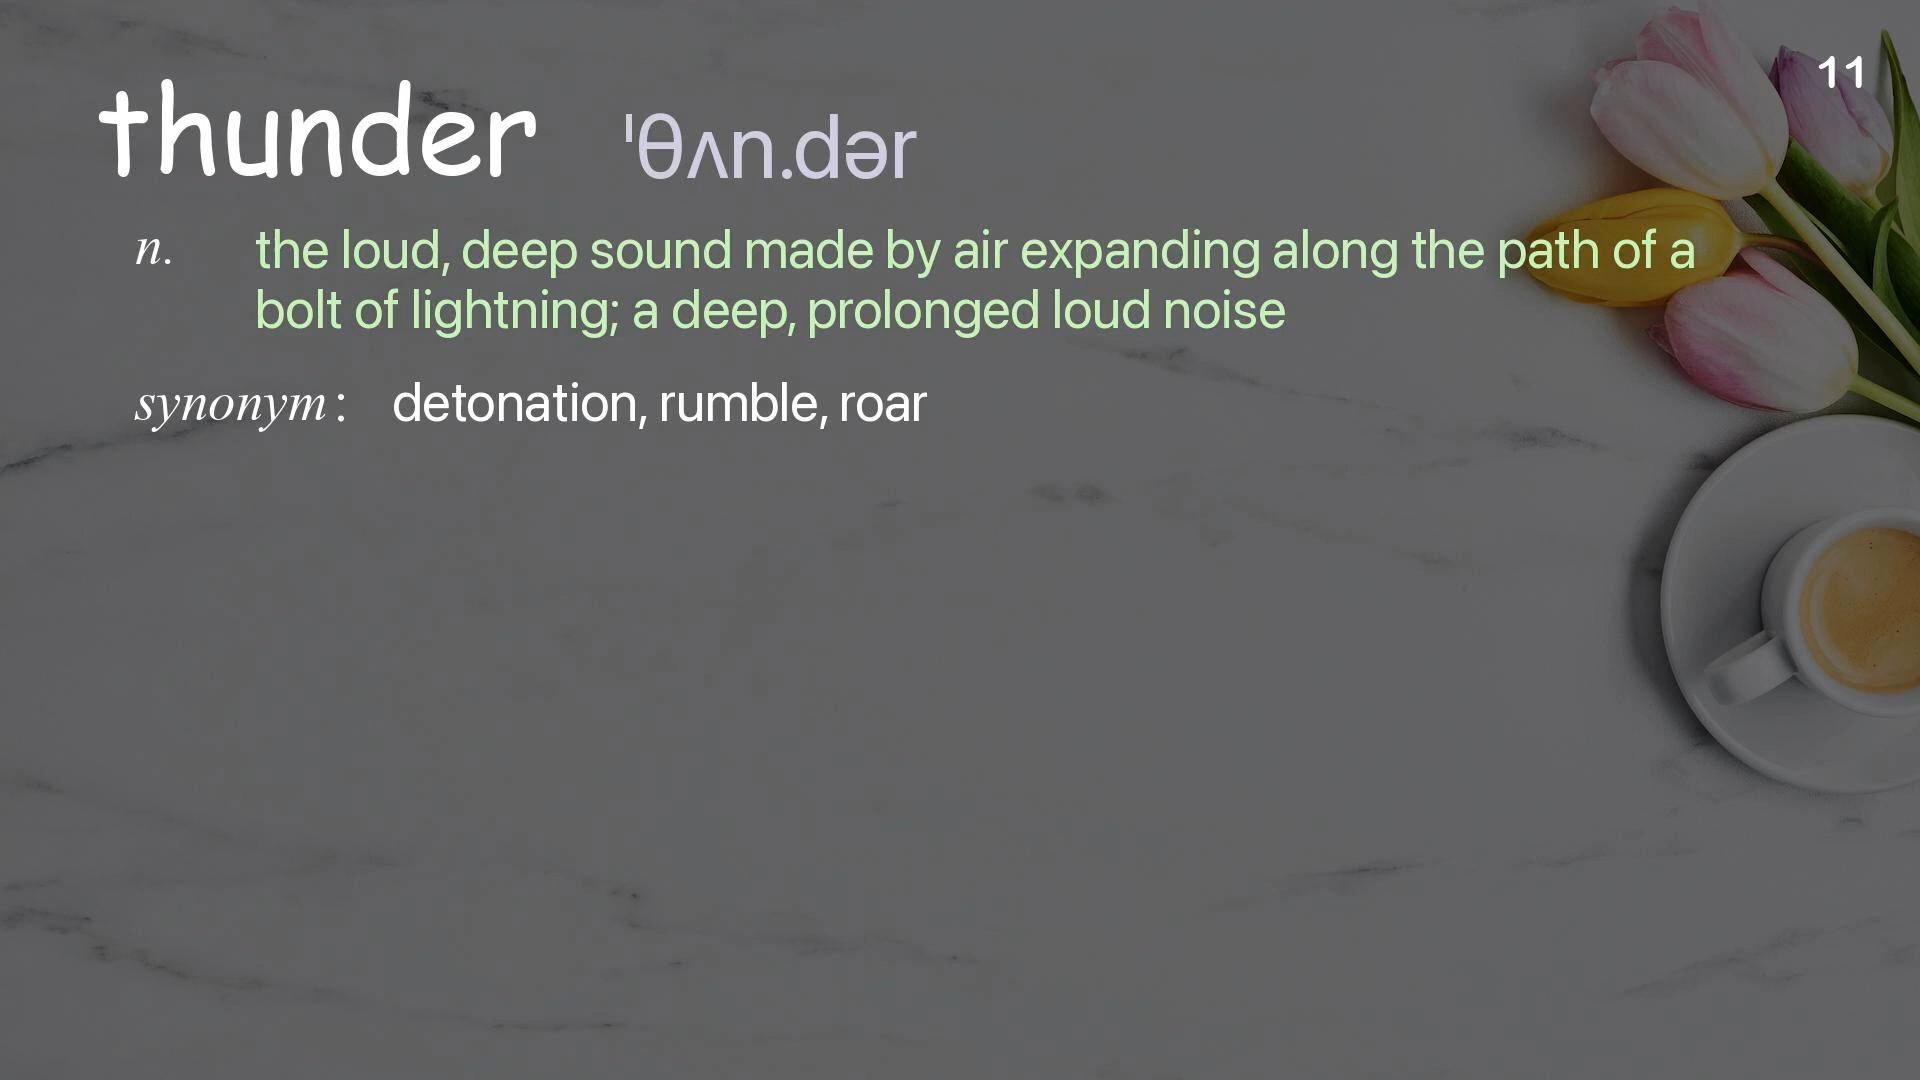 11
thunder ˈθʌn.dər
n. the loud, deep sound made by air expanding along the path of a
bolt of lightning; a deep, prolonged loud noise
synonym: detonation, rumble, roar